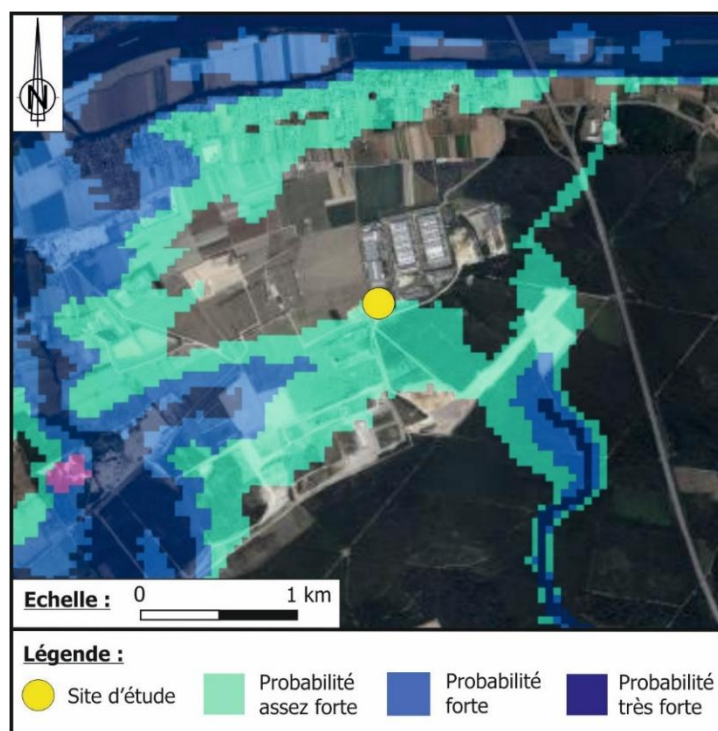 N
Echelle : 0 1 km
Légende :
Site d'étude
Probabilité
assez forte
Probabilité
forte
Probabilité
très forte